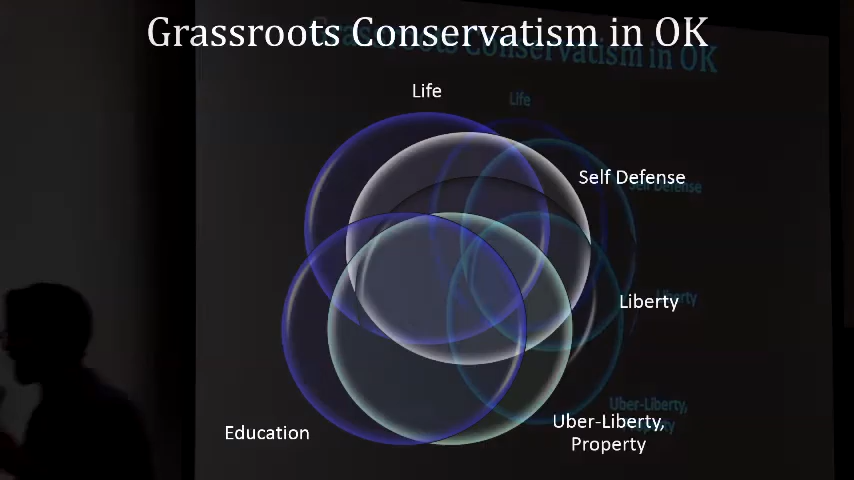 Grassroots Conservatism in OK
Life
Self Defense
Liberty
Uber-Liberty,
Property
Education